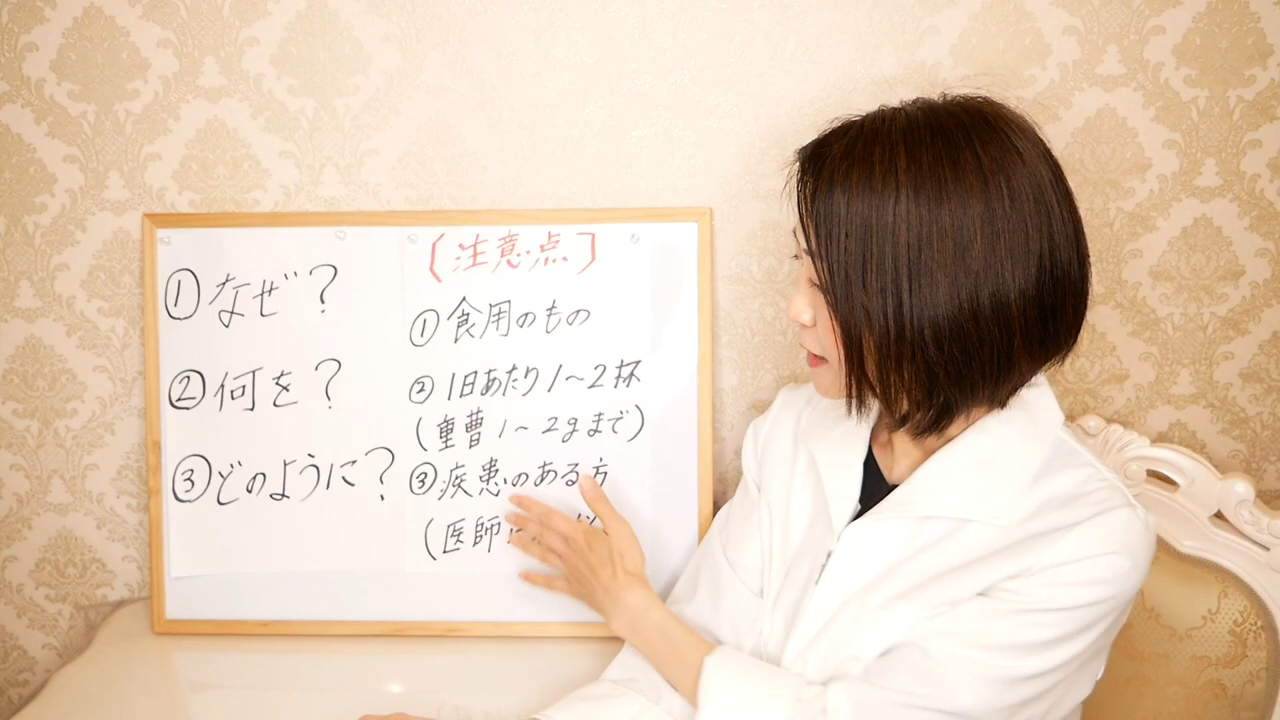 ①なぜ?
②何を?
③どのように?
[注意点]
①食用のもの
②1日あたり1〜2杯
(重曹1〜2gまで)
③疾患のある方
(医師に